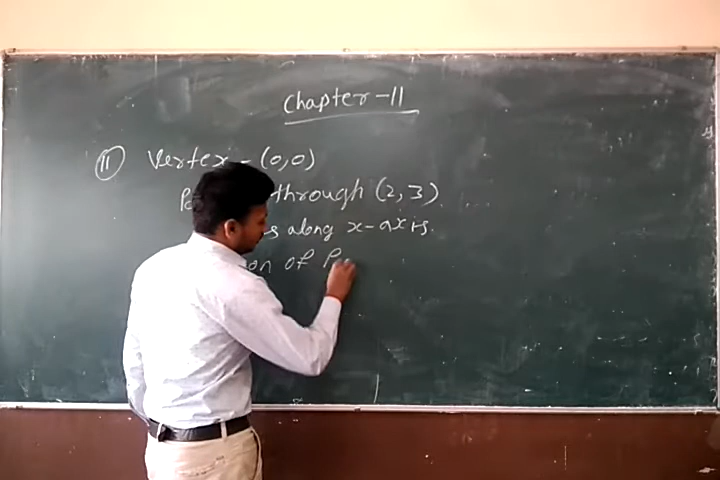 Chapter-11
11 Vertex - (0,0)
through (2,3)
along x-axis.
of